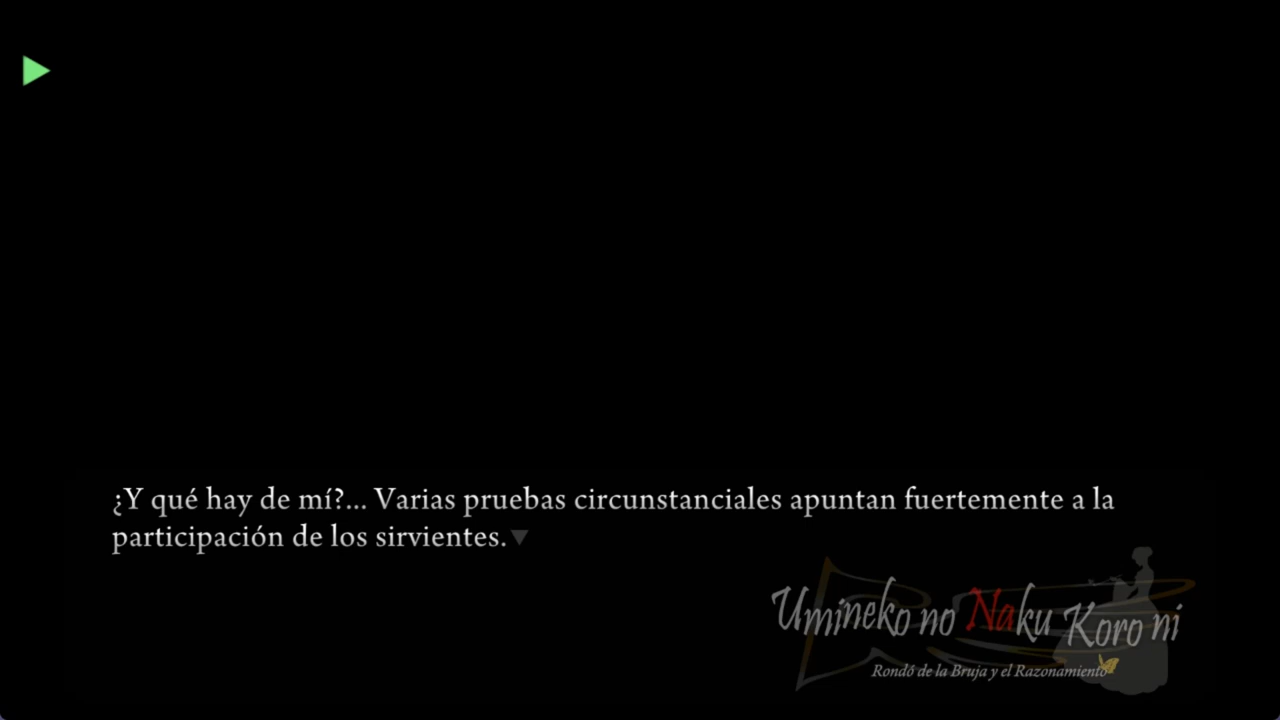 ¿Y qué hay de mí?... Varias pruebas circunstanciales apuntan fuertemente a la
participación de los sirvientes.
Umineko no Naku Koro ni
Rondó de la Bruja y el Razonamiento